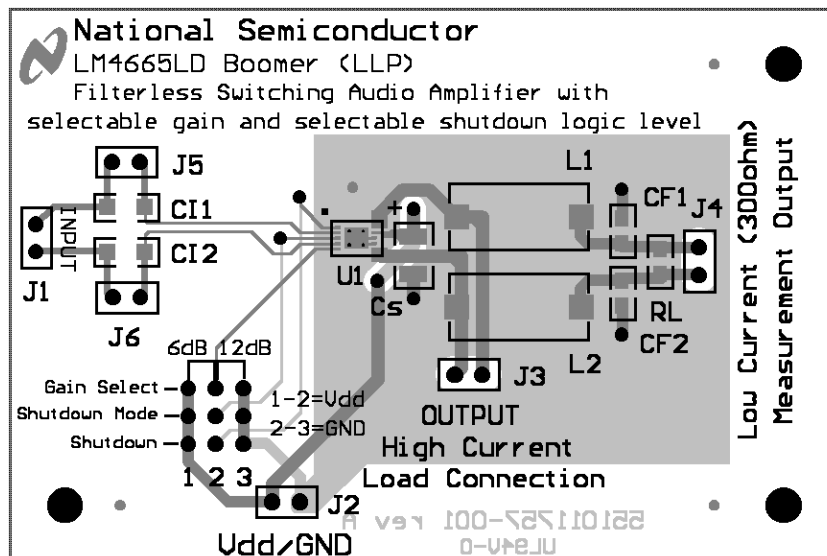 National Semiconductor
LM4665LD Boomer (LLP)
Filterless Switching Audio Amplifier with
selectable gain and selectable shutdown logic level
J5
L1
CI1
CF1
J4
INPUT
+
CI2
U1
J1
Cs
RL
J6
L2
CF2
6dB 12dB
J3
Gain Select
1-2=Vdd
Shutdown Mode
OUTPUT
2-3=GND
Shutdown
High Current
1 2 3
Load Connection
J2
551011757-001 rev A
Vdd/GND
UL94V-0
Low Current (300ohm)
Measurement Output